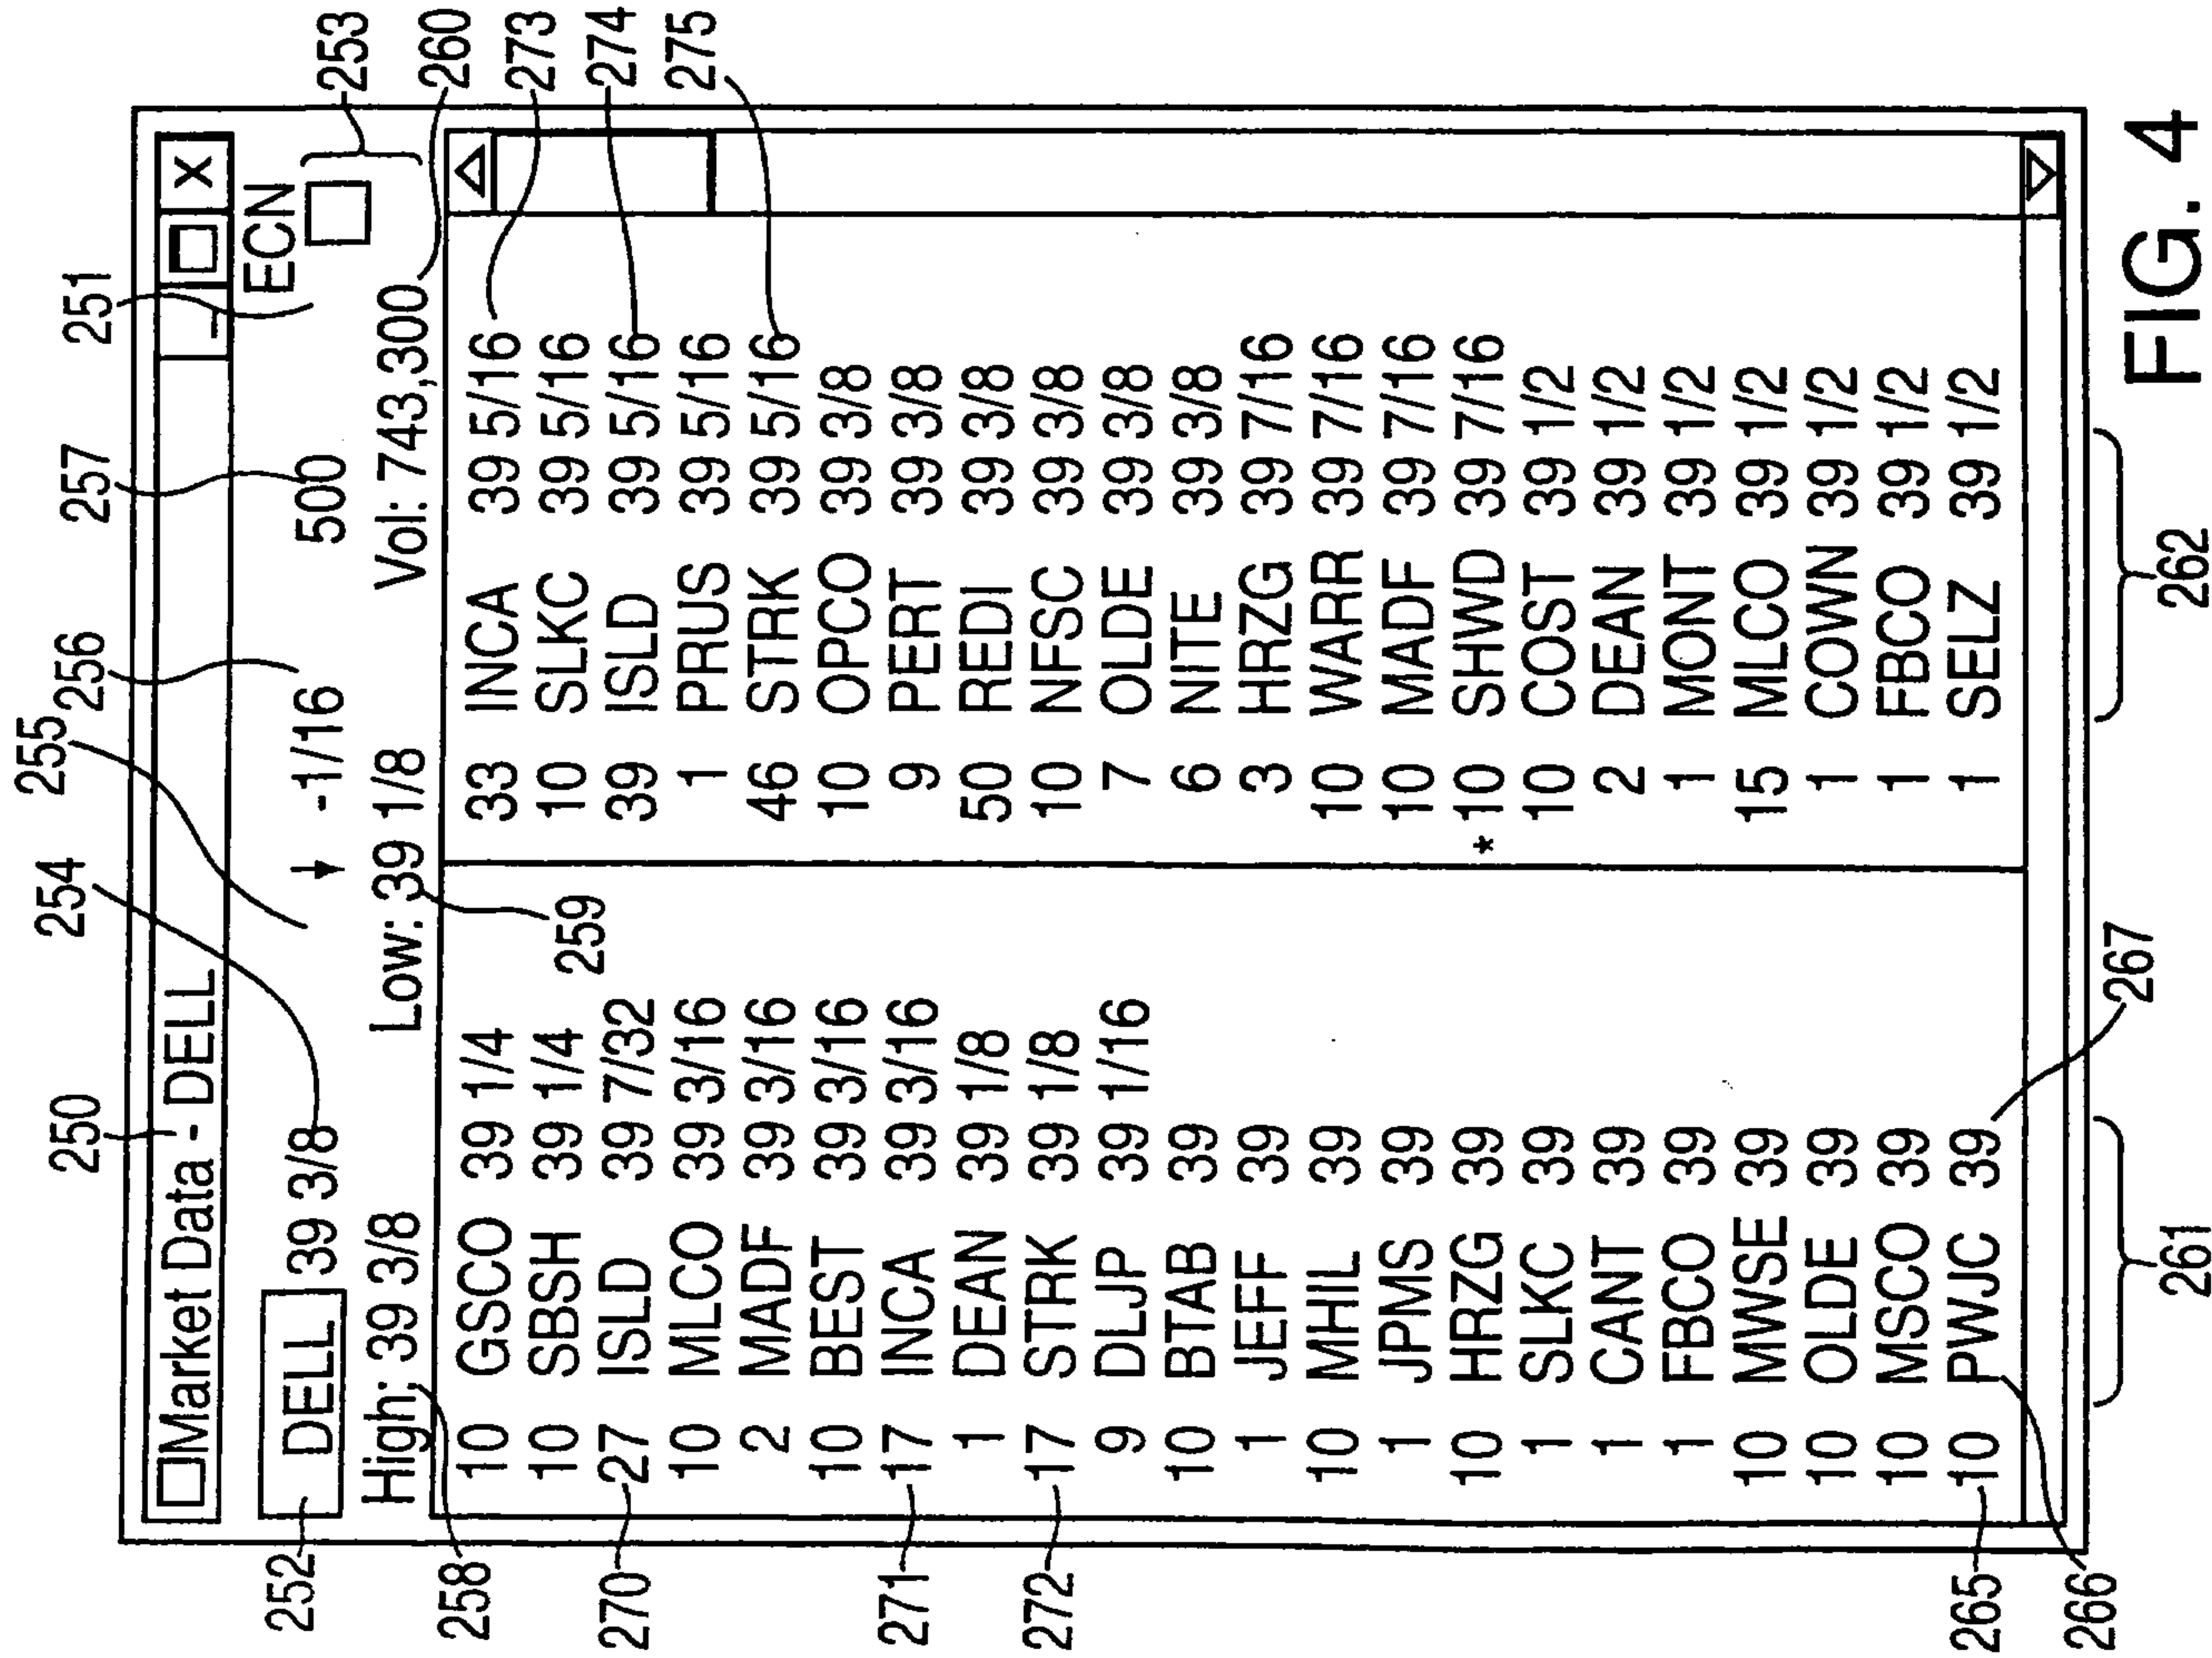 250 254 255 256 257 251
Market Data - DELL _ X
252 DELL 39 3/8 -1/16 500 ECN 253
High: 39 3/8 Low: 39 1/8 Vol: 743,300 260
258 259
10 GSCO 39 1/4 33 INCA 39 5/16 273
10 SBSH 39 1/4 10 SLKC 39 5/16
270 27 ISLD 39 7/32 39 ISLD 39 5/16 274
10 MLCO 39 3/16 1 PRUS 39 5/16
2 MADF 39 3/16 46 STRK 39 5/16 275
10 BEST 39 3/16 10 OPCO 39 3/8
271 17 INCA 39 3/16 9 PERT 39 3/8
1 DEAN 39 1/8 50 REDI 39 3/8
272 17 STRK 39 1/8 10 NFSC 39 3/8
9 DLJP 39 1/16 7 OLDE 39 3/8
10 BTAB 39 6 NITE 39 3/8
1 JEFF 39 3 HRZG 39 7/16
10 MHIL 39 10 WARR 39 7/16
1 JPMS 39 10 MADF 39 7/16
10 HRZG 39 *10 SHWD 39 7/16
1 SLKC 39 10 COST 39 1/2
1 CANT 39 2 DEAN 39 1/2
1 FBCO 39 1 MONT 39 1/2
10 MWSE 39 15 MLCO 39 1/2
10 OLDE 39 1 COWN 39 1/2
10 MSCO 39 1 FBCO 39 1/2
265 10 PWJC 39 1 SELZ 39 1/2
266 261 267 262
FIG. 4